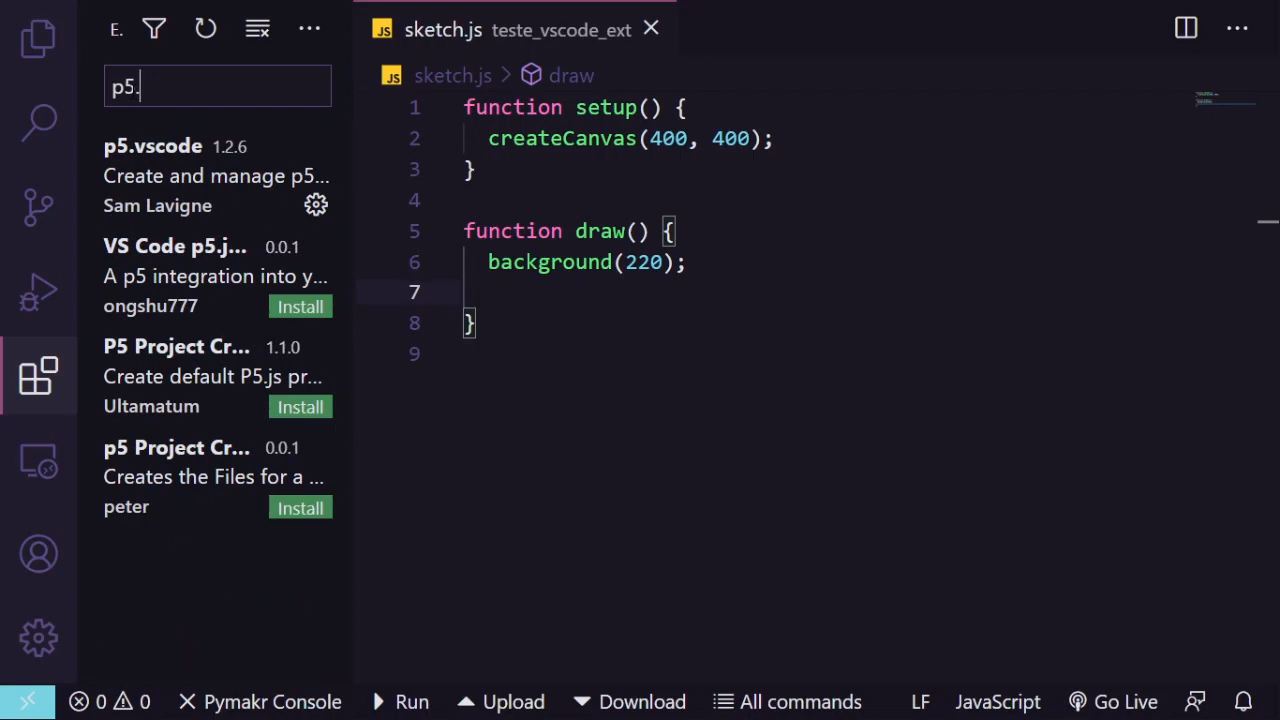 E.
p5.
p5.vscode 1.2.6
Create and manage p5...
Sam Lavigne
VS Code p5.j... 0.0.1
A p5 integration into y...
ongshu777 Install
P5 Project Cr... 1.1.0
Create default P5.js pr...
Ultamatum Install
p5 Project Cr... 0.0.1
Creates the Files for a ...
peter Install
JS sketch.js teste_vscode_ext
JS sketch.js > draw
1 function setup() {
2 createCanvas(400, 400);
3 }
4
5 function draw() {
6 background(220);
7
8 }
9
0 0 Pymakr Console Run Upload Download All commands LF JavaScript Go Live